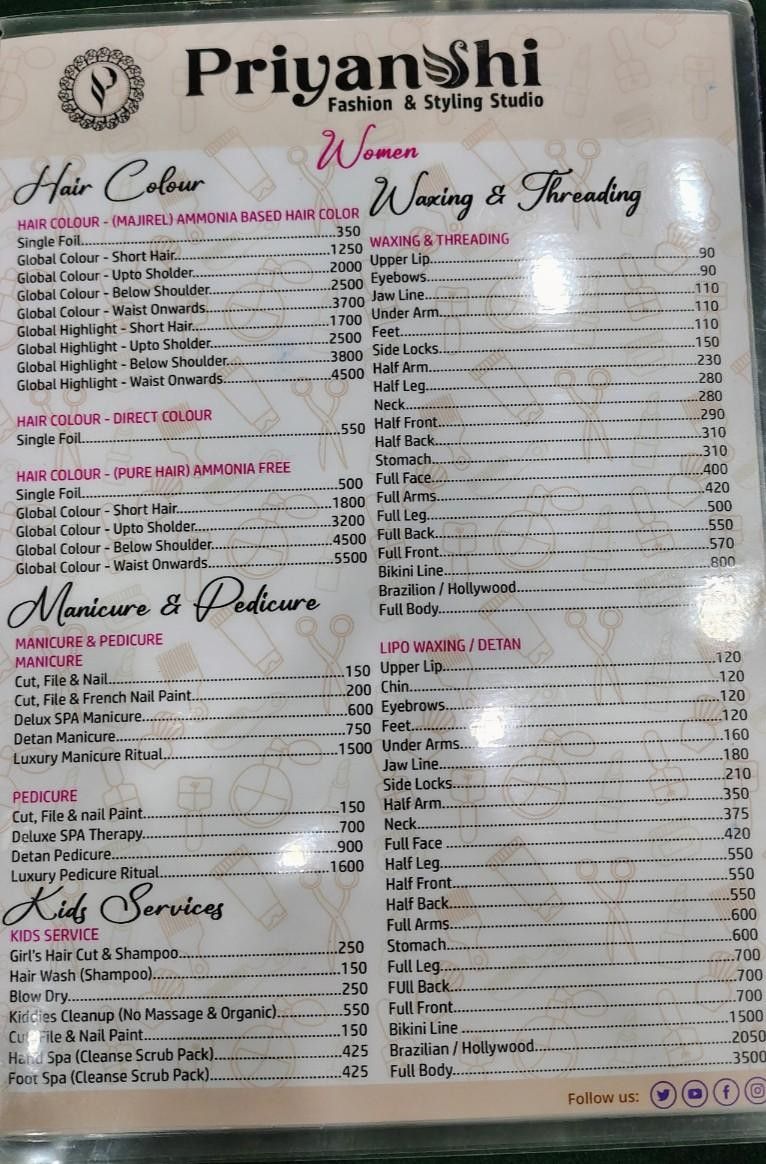 Priyanshi
Fashion & Styling Studio
Women
Hair Colour
HAIR COLOUR - (MAJIREL) AMMONIA BASED HAIR COLOR
Single Foil...350
Global Colour - Short Hair...1250
Global Colour - Upto Sholder...2000
Global Colour - Below Shoulder...2500
Global Colour - Waist Onwards...3700
Global Highlight - Short Hair...1700
Global Highlight - Upto Sholder...2500
Global Highlight - Below Shoulder...3800
Global Highlight - Waist Onwards...4500
HAIR COLOUR - DIRECT COLOUR
Single Foil...550
HAIR COLOUR - (PURE HAIR) AMMONIA FREE
Single Foil...500
Global Colour - Short Hair...1800
Global Colour - Upto Sholder...3200
Global Colour - Below Shoulder...4500
Global Colour - Waist Onwards...5500
Manicure & Pedicure
MANICURE & PEDICURE
MANICURE
Cut, File & Nail...150
Cut, File & French Nail Paint...200
Delux SPA Manicure...600
Detan Manicure...750
Luxury Manicure Ritual...1500
PEDICURE
Cut, File & nail Paint...150
Deluxe SPA Therapy...700
Detan Pedicure...900
Luxury Pedicure Ritual...1600
Kids Services
KIDS SERVICE
Girl's Hair Cut & Shampoo...250
Hair Wash (Shampoo)...150
Blow Dry...250
Kiddies Cleanup (No Massage & Organic)...550
Cut File & Nail Paint...150
Hand Spa (Cleanse Scrub Pack)...425
Foot Spa (Cleanse Scrub Pack)...425
Waxing & Threading
WAXING & THREADING
Upper Lip...90
Eyebows...90
Jaw Line...110
Under Arm...110
Feet...110
Side Locks...150
Half Arm...230
Half Leg...280
Neck...280
Half Front...290
Half Back...310
Stomach...310
Full Face...400
Full Arms...420
Full Leg...500
Full Back...550
Full Front...570
Bikini Line...800
Brazilion / Hollywood...
Full Body...
LIPO WAXING / DETAN
Upper Lip...120
Chin...120
Eyebrows...120
Feet...120
Under Arms...160
Jaw Line...180
Side Locks...210
Half Arm...350
Neck...375
Full Face...420
Half Leg...550
Half Front...550
Half Back...550
Full Arms...600
Stomach...600
Full Leg...700
FUll Back...700
Full Front...700
Bikini Line...1500
Brazilian / Hollywood...2050
Full Body...3500
Follow us: